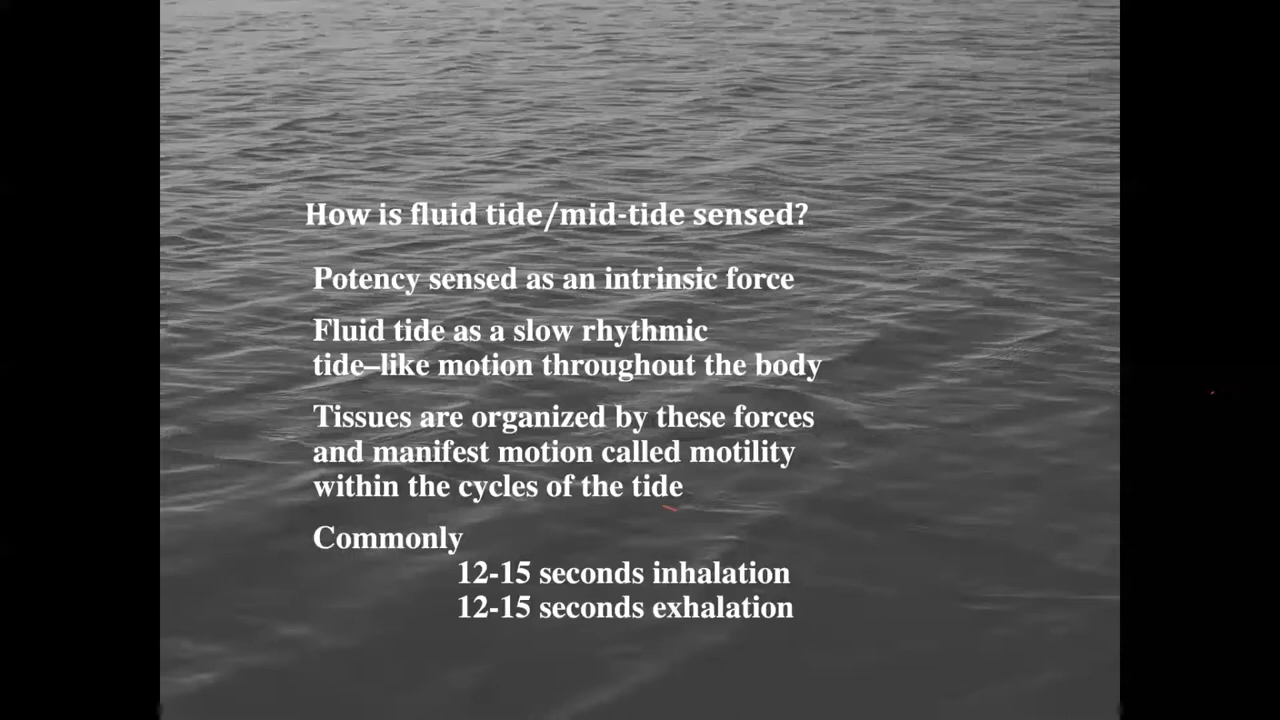 How is fluid tide/mid-tide sensed?
Potency sensed as an intrinsic force
Fluid tide as a slow rhythmic
tide–like motion throughout the body
Tissues are organized by these forces
and manifest motion called motility
within the cycles of the tide
Commonly
12-15 seconds inhalation
12-15 seconds exhalation